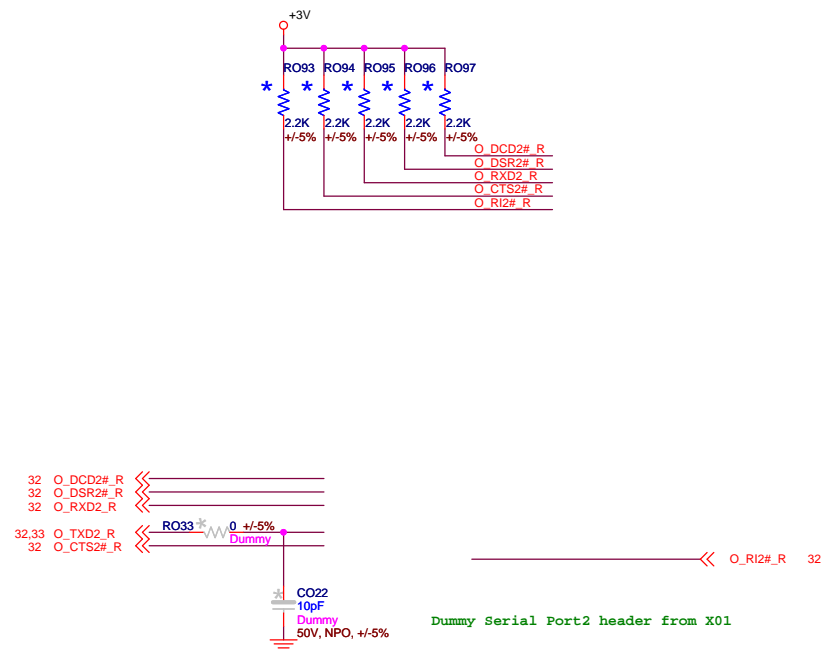 +3V
RO93 RO94 RO95 RO96 RO97
* * * * *
2.2K 2.2K 2.2K 2.2K 2.2K
+/-5% +/-5% +/-5% +/-5% +/-5%
O_DCD2#_R
O_DSR2#_R
O_RXD2_R
O_CTS2#_R
O_RI2#_R
32 O_DCD2#_R
32 O_DSR2#_R
32 O_RXD2_R
32,33 O_TXD2_R RO33 * 0 +/-5%
Dummy
32 O_CTS2#_R
O_RI2#_R 32
* CO22
10pF
Dummy
50V, NPO, +/-5%
Dummy Serial Port2 header from X01